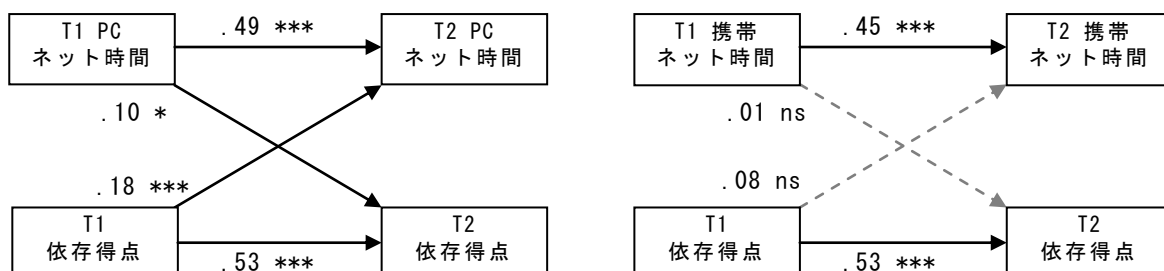 T1 PC
ネット時間
.49 ***
T2 PC
ネット時間
.10 *
.18 ***
T1
依存得点
.53 ***
T2
依存得点
T1 携帯
ネット時間
.45 ***
T2 携帯
ネット時間
.01 ns
.08 ns
T1
依存得点
.53 ***
T2
依存得点